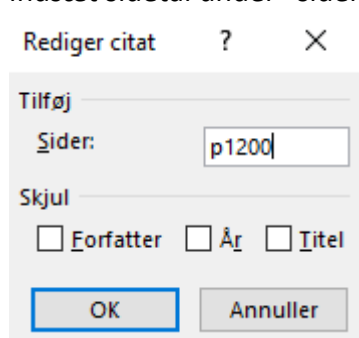 Rediger citat ?
Tilføj
Sider: p1200
Skjul
Forfatter År Titel
OK Annuller